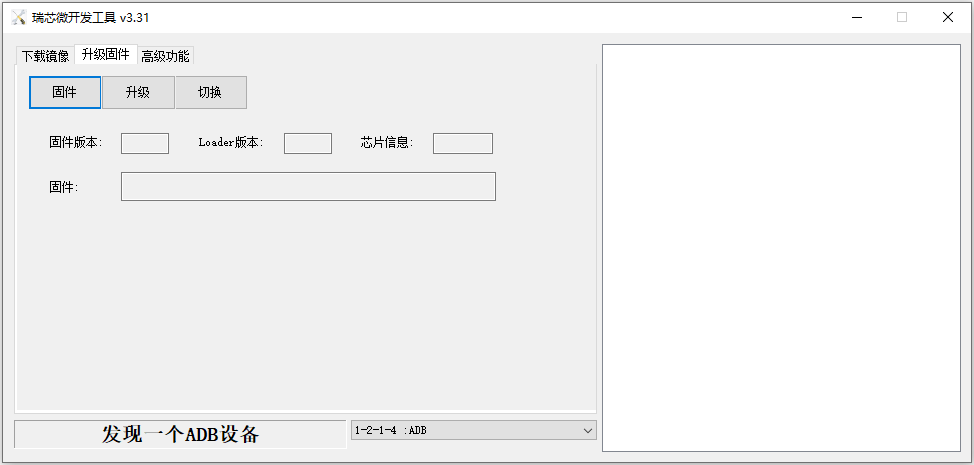 瑞芯微开发工具 v3.31
下载镜像 升级固件 高级功能
固件 升级 切换
固件版本: Loader版本: 芯片信息:
固件:
发现一个ADB设备 1-2-1-4 :ADB